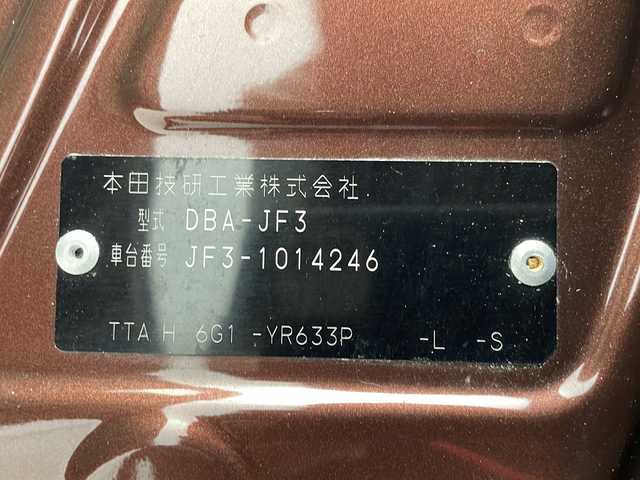 本田技研工業株式会社
型式 DBA-JF3
車台番号 JF3-1014246
TTA H 6G1 -YR633P -L -S